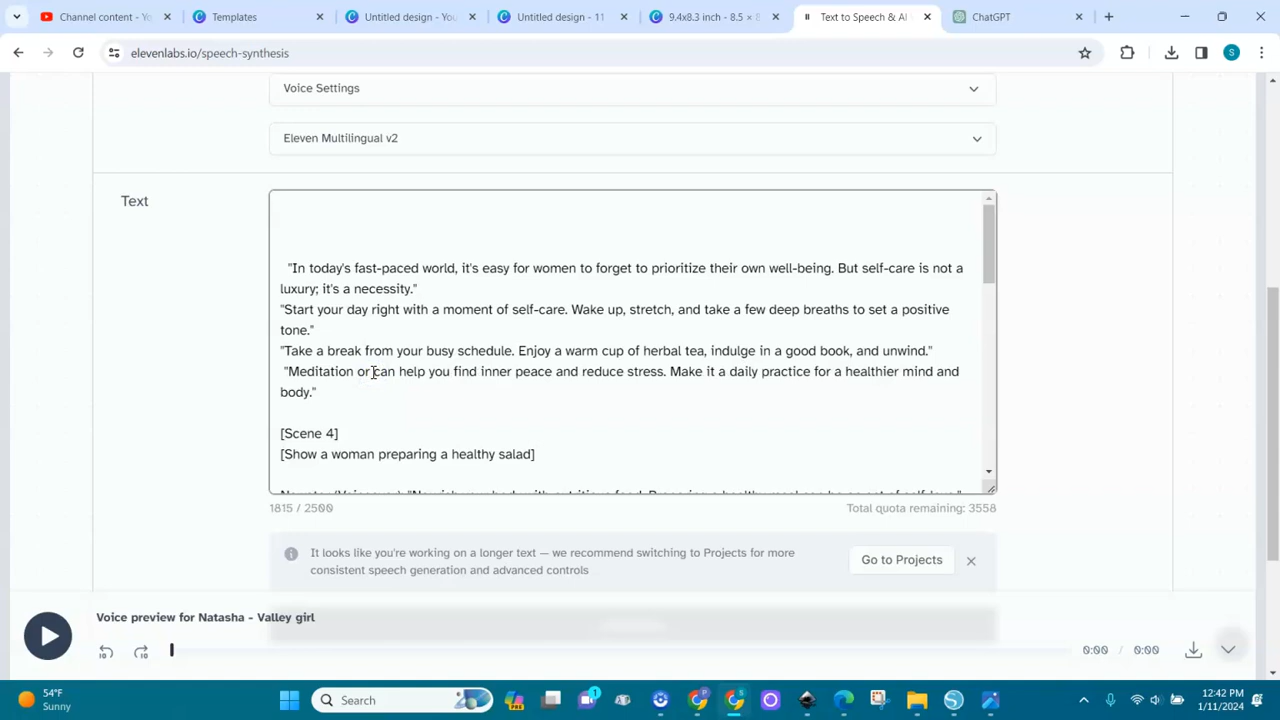 Channel content - Yo
Templates
Untitled design - You
Untitled design - 11
9.4x8.3 inch - 8.5 ×
Text to Speech & AI
ChatGPT
elevenlabs.io/speech-synthesis
S
Voice Settings
Eleven Multilingual v2
Text
"In today's fast-paced world, it's easy for women to forget to prioritize their own well-being. But self-care is not a
luxury; it's a necessity."
"Start your day right with a moment of self-care. Wake up, stretch, and take a few deep breaths to set a positive
tone."
"Take a break from your busy schedule. Enjoy a warm cup of herbal tea, indulge in a good book, and unwind."
"Meditation or can help you find inner peace and reduce stress. Make it a daily practice for a healthier mind and
body."
[Scene 4]
[Show a woman preparing a healthy salad]
1815 / 2500
Total quota remaining: 3558
It looks like you're working on a longer text — we recommend switching to Projects for more
consistent speech generation and advanced controls
Go to Projects
Voice preview for Natasha - Valley girl
10
10
0:00 / 0:00
54°F
Sunny
Search
1
12:42 PM
1/11/2024